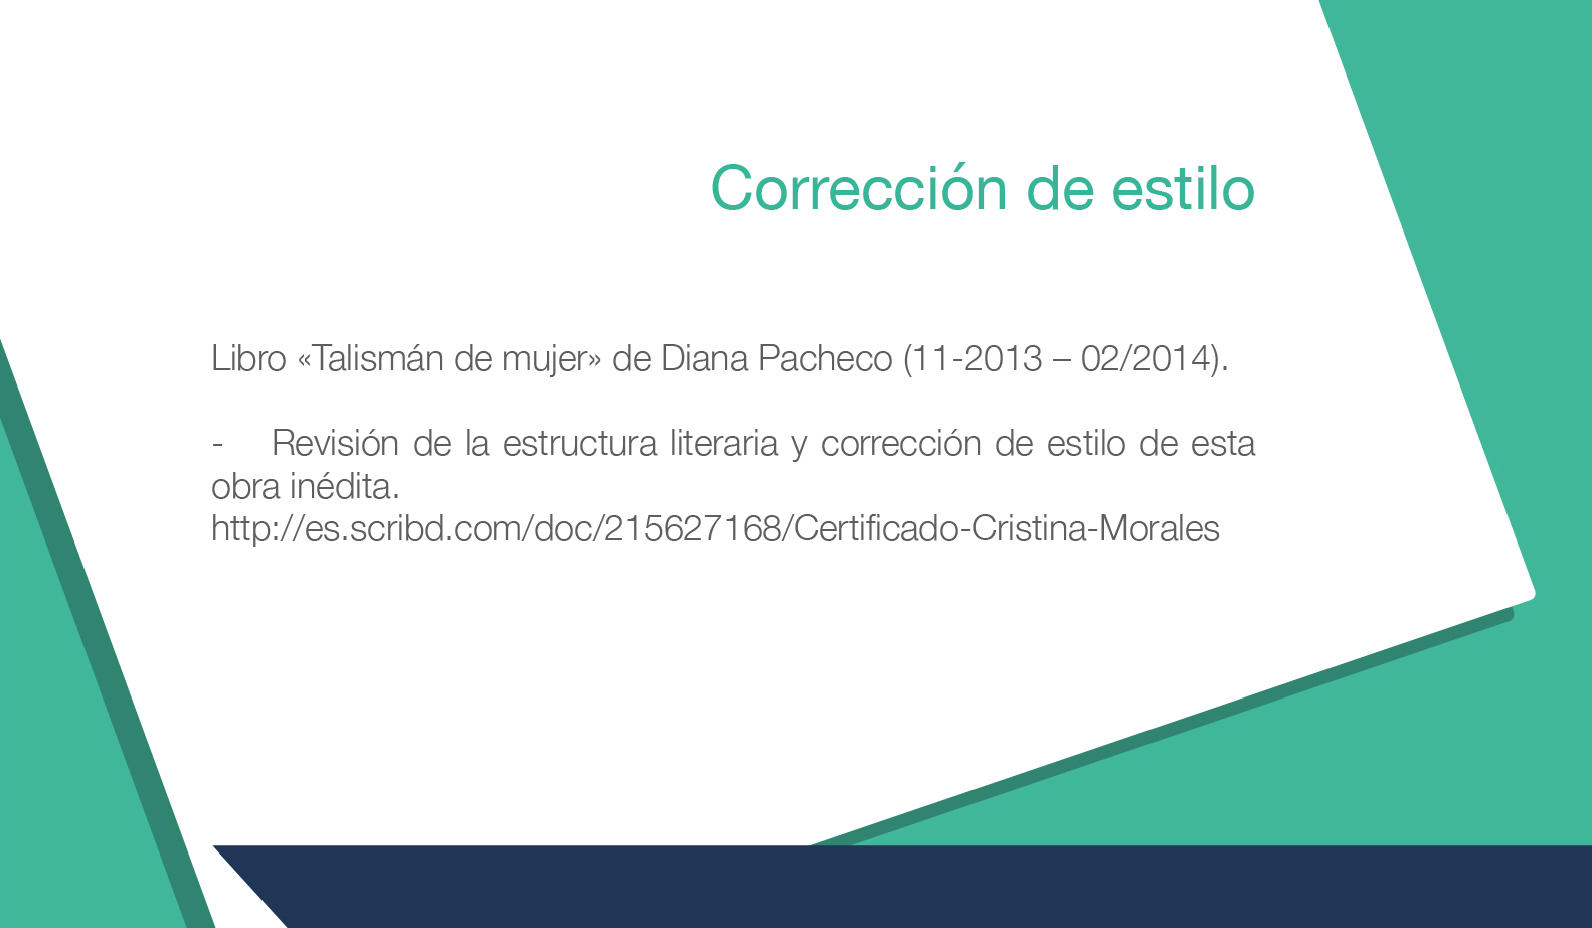 Corrección de estilo
Libro «Talismán de mujer» de Diana Pacheco (11-2013 – 02/2014).
- Revisión de la estructura literaria y corrección de estilo de esta
obra inédita.
http://es.scribd.com/doc/215627168/Certificado-Cristina-Morales